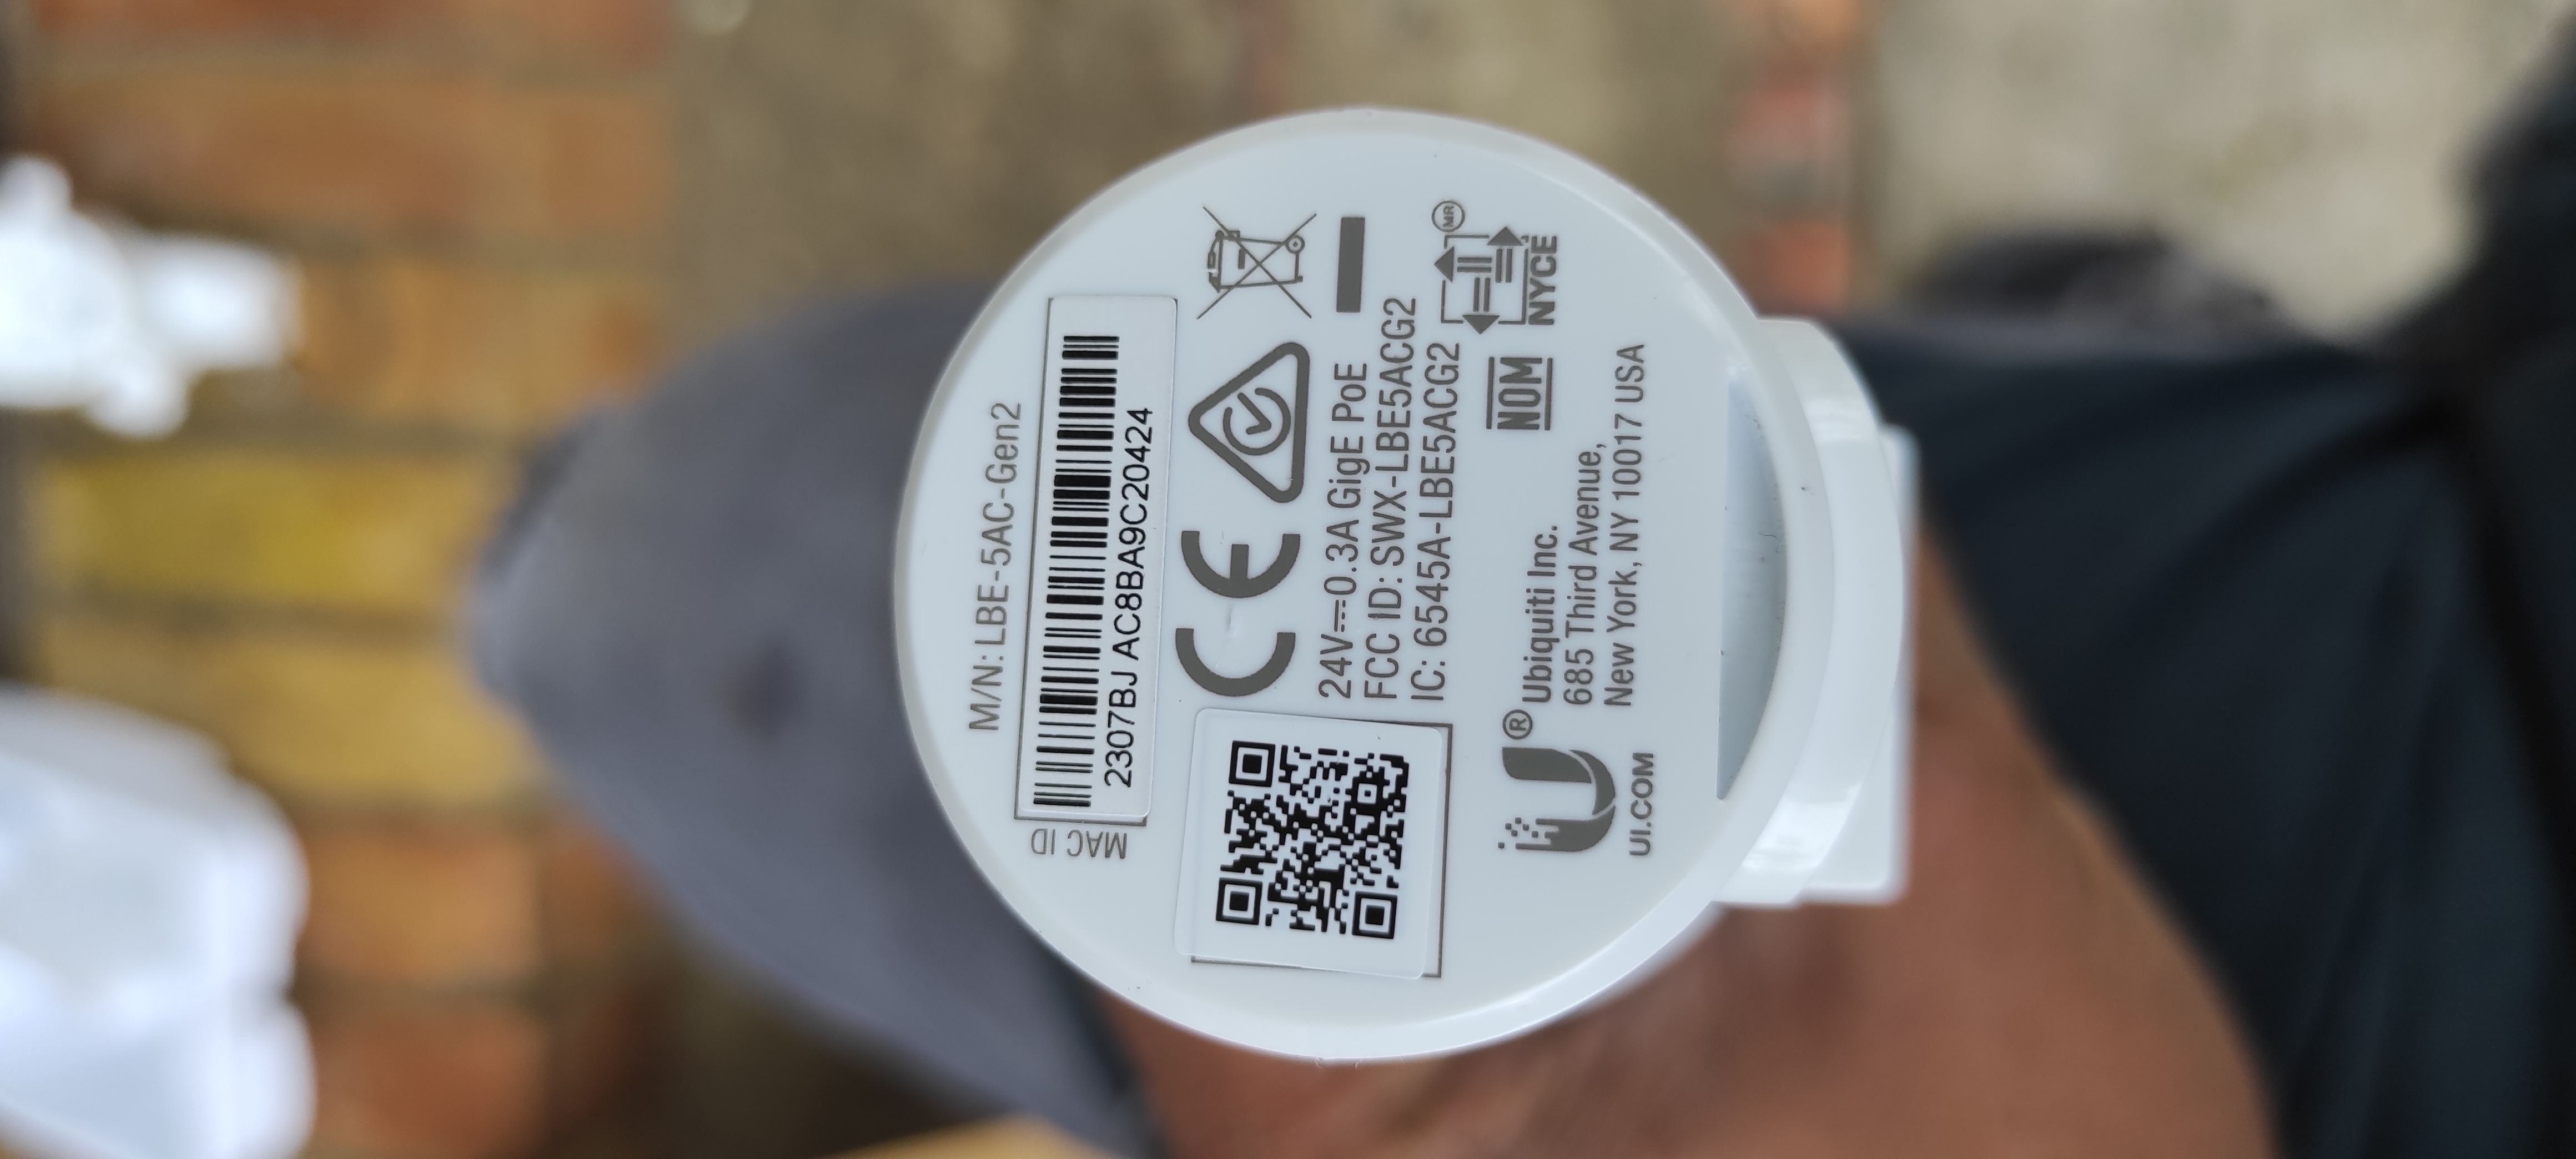 M/N: LBE-5AC-Gen2
MAC ID
2307BJ AC8BA9C20424
CE
24V⎓0.3A GigE PoE
FCC ID: SWX-LBE5ACG2
IC: 6545A-LBE5ACG2
U®
UI.COM
Ubiquiti Inc.
685 Third Avenue,
New York, NY 10017 USA
NOM
NYCE
MR